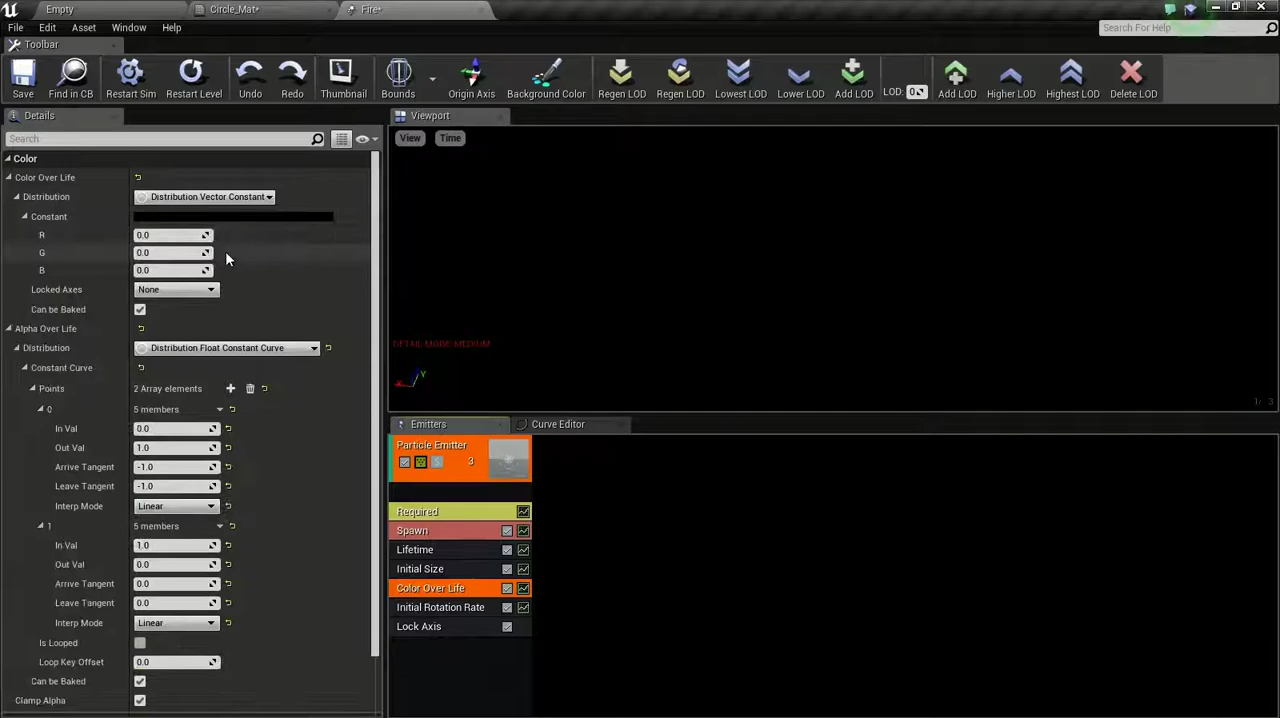 Empty
Circle_Mat*
Fire*
File
Edit
Asset
Window
Help
Search For Help
Toolbar
Save
Find in CB
Restart Sim
Restart Level
Undo
Redo
Thumbnail
Bounds
Origin Axis
Background Color
Regen LOD
Regen LOD
Lowest LOD
Lower LOD
Add LOD
LOD: 0
Add LOD
Higher LOD
Highest LOD
Delete LOD
Details
Search
Color
Color Over Life
Distribution
Distribution Vector Constant
Constant
R
0.0
G
0.0
B
0.0
Locked Axes
None
Can be Baked
Alpha Over Life
Distribution
Distribution Float Constant Curve
Constant Curve
Points
2 Array elements
0
5 members
In Val
0.0
Out Val
1.0
Arrive Tangent
-1.0
Leave Tangent
-1.0
Interp Mode
Linear
1
5 members
In Val
1.0
Out Val
0.0
Arrive Tangent
0.0
Leave Tangent
0.0
Interp Mode
Linear
Is Looped
Loop Key Offset
0.0
Can be Baked
Clamp Alpha
Viewport
View
Time
DETAIL MODE: MEDIUM
X
Y
1/ 3
Emitters
Curve Editor
Particle Emitter
S
3
Required
Spawn
Lifetime
Initial Size
Color Over Life
Initial Rotation Rate
Lock Axis